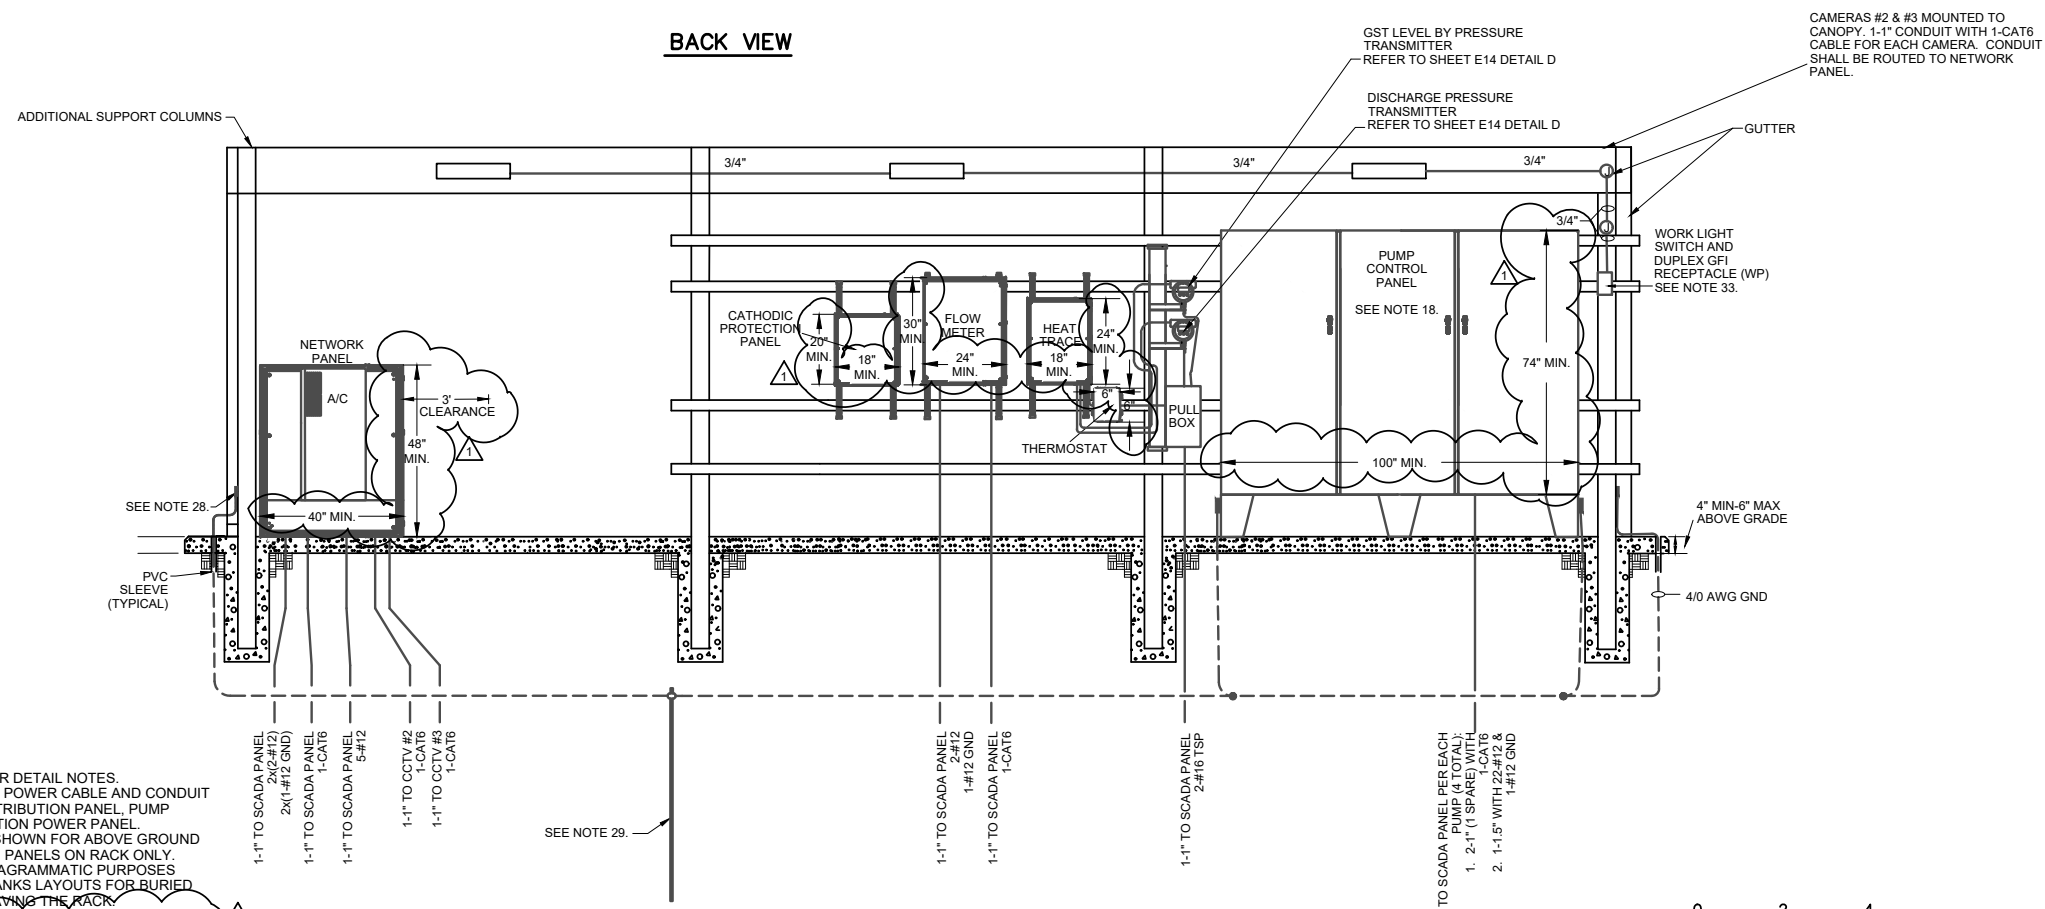 BACK VIEW
GST LEVEL BY PRESSURE
TRANSMITTER
REFER TO SHEET E14 DETAIL D
DISCHARGE PRESSURE
TRANSMITTER
REFER TO SHEET E14 DETAIL D
CAMERAS #2 & #3 MOUNTED TO
CANOPY. 1-1" CONDUIT WITH 1-CAT6
CABLE FOR EACH CAMERA. CONDUIT
SHALL BE ROUTED TO NETWORK
PANEL.
GUTTER
ADDITIONAL SUPPORT COLUMNS
3/4"
3/4"
3/4"
3/4"
WORK LIGHT
SWITCH AND
DUPLEX GFI
RECEPTACLE (WP)
SEE NOTE 33.
PUMP
CONTROL
PANEL
SEE NOTE 18.
1
74" MIN.
100" MIN.
CATHODIC
PROTECTION
PANEL
20"
MIN.
18"
MIN.
1
30"
MIN.
FLOW
METER
24"
MIN.
HEAT
TRACE
18"
MIN.
24"
MIN.
6"
6"
THERMOSTAT
PULL
BOX
NETWORK
PANEL
A/C
3'
CLEARANCE
48"
MIN.
1
40" MIN.
SEE NOTE 28.
PVC
SLEEVE
(TYPICAL)
4" MIN-6" MAX
ABOVE GRADE
4/0 AWG GND
1-1" TO SCADA PANEL
2x(2-#12)
2x(1-#12 GND)
1-1" TO SCADA PANEL
1-CAT6
1-1" TO SCADA PANEL
5-#12
1-1" TO CCTV #2
1-CAT6
1-1" TO CCTV #3
1-CAT6
SEE NOTE 29.
1-1" TO SCADA PANEL
2-#12
1-#12 GND
1-1" TO SCADA PANEL
1-CAT6
1-1" TO SCADA PANEL
2-#16 TSP
TO SCADA PANEL PER EACH
PUMP (4 TOTAL):
1. 2-1" (1 SPARE) WITH
1-CAT6
2. 1-1.5" WITH 22-#12 &
1-#12 GND
R DETAIL NOTES.
POWER CABLE AND CONDUIT
TRIBUTION PANEL, PUMP
TION POWER PANEL.
SHOWN FOR ABOVE GROUND
PANELS ON RACK ONLY.
AGRAMMATIC PURPOSES
ANKS LAYOUTS FOR BURIED
AVING THE RACK.